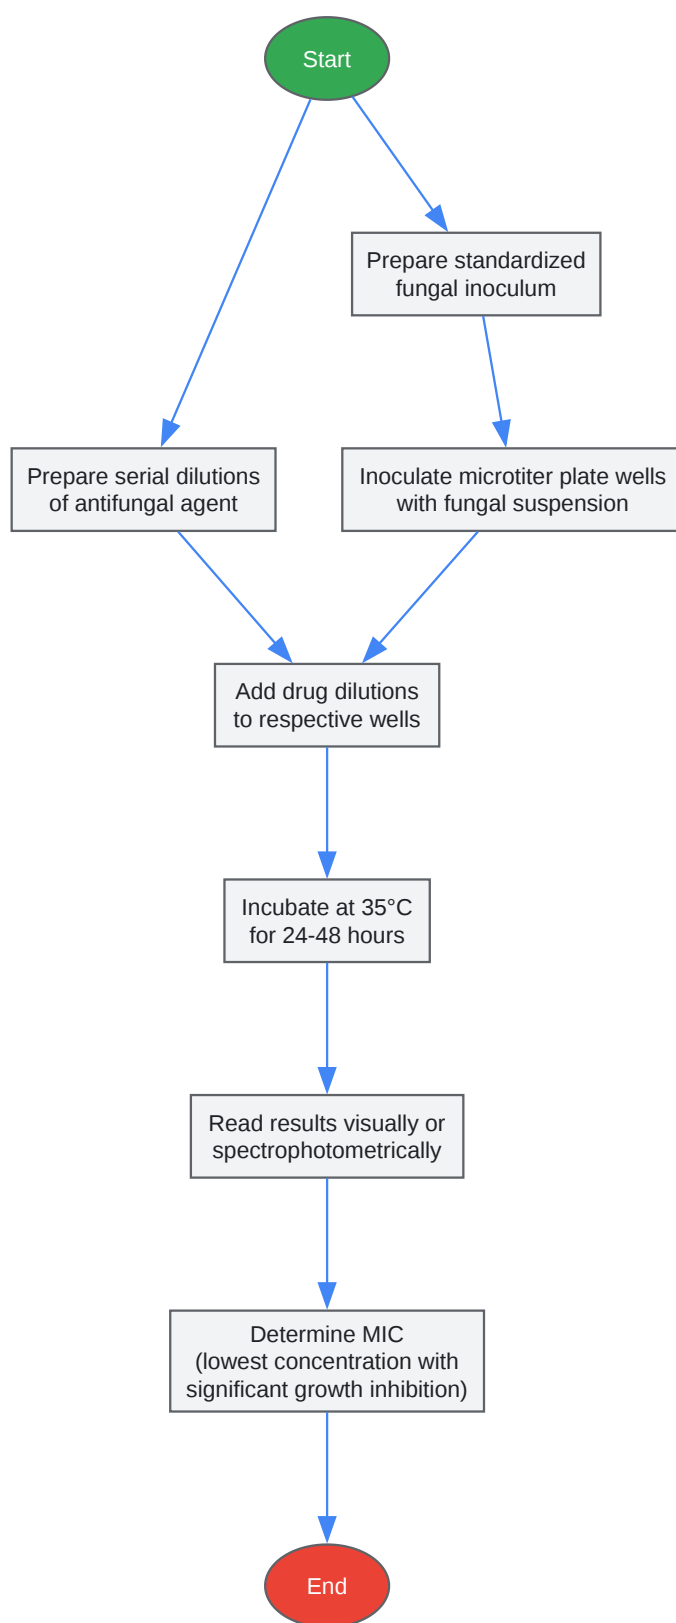 Start
Prepare standardized
fungal inoculum
Prepare serial dilutions
of antifungal agent
Inoculate microtiter plate wells
with fungal suspension
Add drug dilutions
to respective wells
Incubate at 35°C
for 24-48 hours
Read results visually or
spectrophotometrically
Determine MIC
(lowest concentration with
significant growth inhibition)
End